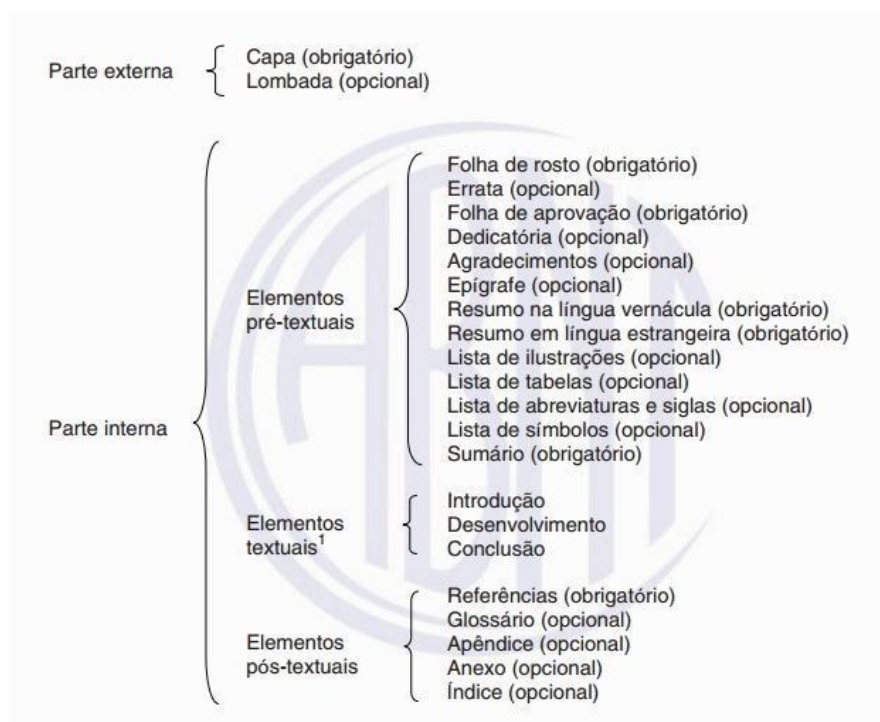 Parte externa
Capa (obrigatório)
Lombada (opcional)
Parte interna
Elementos
pré-textuais
Folha de rosto (obrigatório)
Errata (opcional)
Folha de aprovação (obrigatório)
Dedicatória (opcional)
Agradecimentos (opcional)
Epígrafe (opcional)
Resumo na língua vernácula (obrigatório)
Resumo em língua estrangeira (obrigatório)
Lista de ilustrações (opcional)
Lista de tabelas (opcional)
Lista de abreviaturas e siglas (opcional)
Lista de símbolos (opcional)
Sumário (obrigatório)
Elementos
textuais¹
Introdução
Desenvolvimento
Conclusão
Elementos
pós-textuais
Referências (obrigatório)
Glossário (opcional)
Apêndice (opcional)
Anexo (opcional)
Índice (opcional)
ABNT